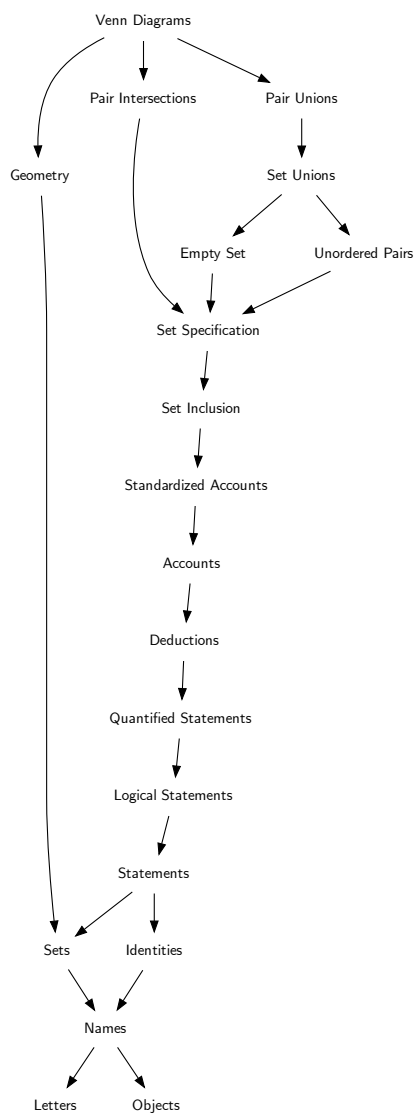 Venn Diagrams
Pair Intersections
Pair Unions
Geometry
Set Unions
Empty Set
Unordered Pairs
Set Specification
Set Inclusion
Standardized Accounts
Accounts
Deductions
Quantified Statements
Logical Statements
Statements
Sets
Identities
Names
Letters
Objects